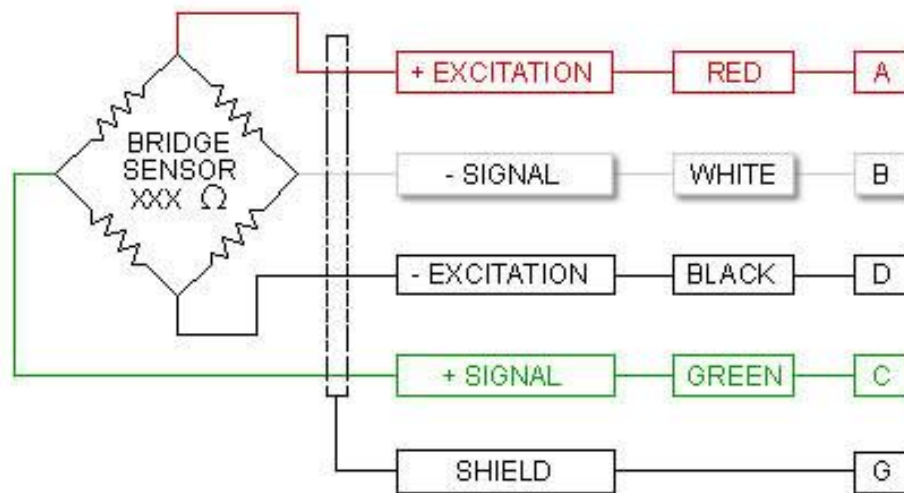 + EXCITATION RED A
BRIDGE
SENSOR
XXX Ω
- SIGNAL WHITE B
- EXCITATION BLACK D
+ SIGNAL GREEN C
SHIELD G